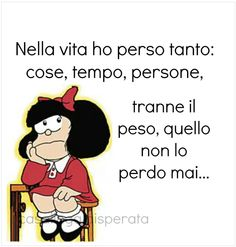 Nella vita ho perso tanto:
cose, tempo, persone,
tranne il
peso, quello
non lo
perdo mai...